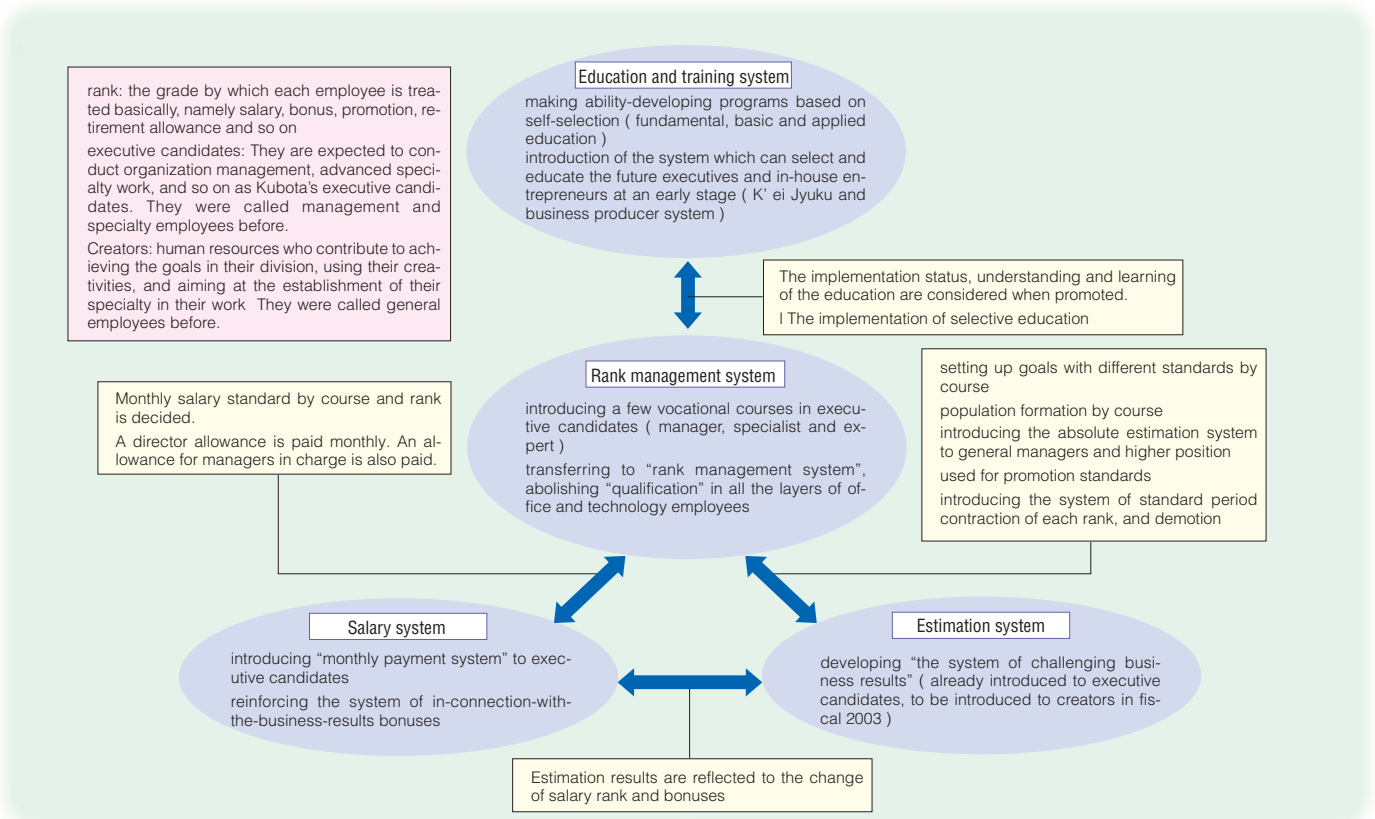 rank: the grade by which each employee is trea-
ted basically, namely salary, bonus, promotion, re-
tirement allowance and so on
executive candidates: They are expected to con-
duct organization management, advanced speci-
alty work, and so on as Kubota's executive candi-
dates. They were called management and
specialty employees before.
Creators: human resources who contribute to ach-
ieving the goals in their division, using their crea-
tivities, and aiming at the establishment of their
specialty in their work They were called general
employees before.
Education and training system
making ability-developing programs based on
self-selection ( fundamental, basic and applied
education )
introduction of the system which can select and
educate the future executives and in-house en-
trepreneurs at an early stage ( K' ei Jyuku and
business producer system )
The implementation status, understanding and learning
of the education are considered when promoted.
l The implementation of selective education
Rank management system
introducing a few vocational courses in execu-
tive candidates ( manager, specialist and ex-
pert )
transferring to “rank management system”,
abolishing “qualification” in all the layers of of-
fice and technology employees
Monthly salary standard by course and rank
is decided.
A director allowance is paid monthly. An al-
lowance for managers in charge is also paid.
setting up goals with different standards by
course
population formation by course
introducing the absolute estimation system
to general managers and higher position
used for promotion standards
introducing the system of standard period
contraction of each rank, and demotion
Salary system
introducing “monthly payment system” to exec-
utive candidates
reinforcing the system of in-connection-with-
the-business-results bonuses
Estimation system
developing “the system of challenging busi-
ness results” ( already introduced to executive
candidates, to be introduced to creators in fis-
cal 2003 )
Estimation results are reflected to the change
of salary rank and bonuses